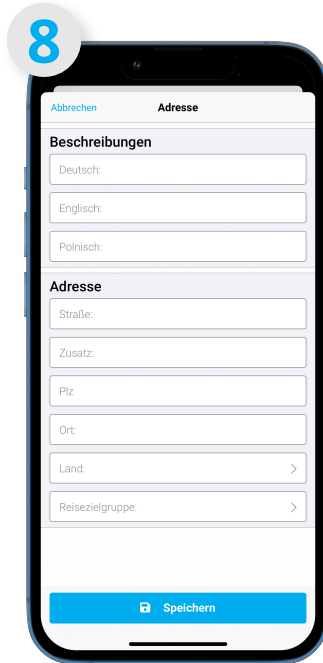 8
Abbrechen Adresse
Beschreibungen
Deutsch:
Englisch:
Polnisch:
Adresse
Straße:
Zusatz:
Plz
Ort:
Land:
Reisezielgruppe:
Speichern